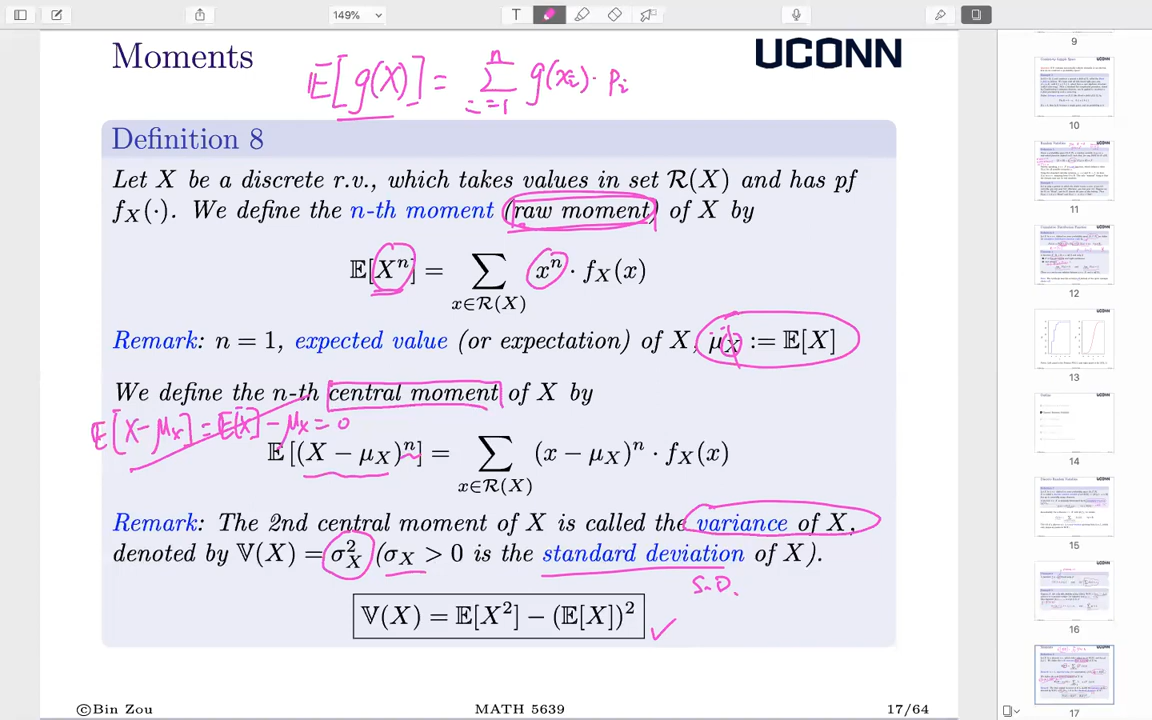 149%
T
Moments
UCONN
𝔼[g(X)] = ∑ⁿᵢ₌₁ g(xᵢ)·pᵢ
Definition 8
Let X be a discrete r.v., which takes values in set R(X) and has pf
f_X(·). We define the n-th moment (raw moment) of X by
𝔼[Xⁿ] = ∑_{x∈R(X)} xⁿ · f_X(x)
Remark: n = 1, expected value (or expectation) of X, μ_X := 𝔼[X]
We define the n-th central moment of X by
𝔼[X−μ_X] = 𝔼[X] − μ_X = 0
𝔼[(X − μ_X)ⁿ] = ∑_{x∈R(X)} (x − μ_X)ⁿ · f_X(x)
Remark: The 2nd central moment of X is called the variance of X,
denoted by 𝕍(X) = σ²_X (σ_X > 0 is the standard deviation of X).
S.D.
𝕍(X) = 𝔼[X²] − (𝔼[X])²
©Bin Zou
MATH 5639
17/64
9
10
11
12
13
14
15
16
17